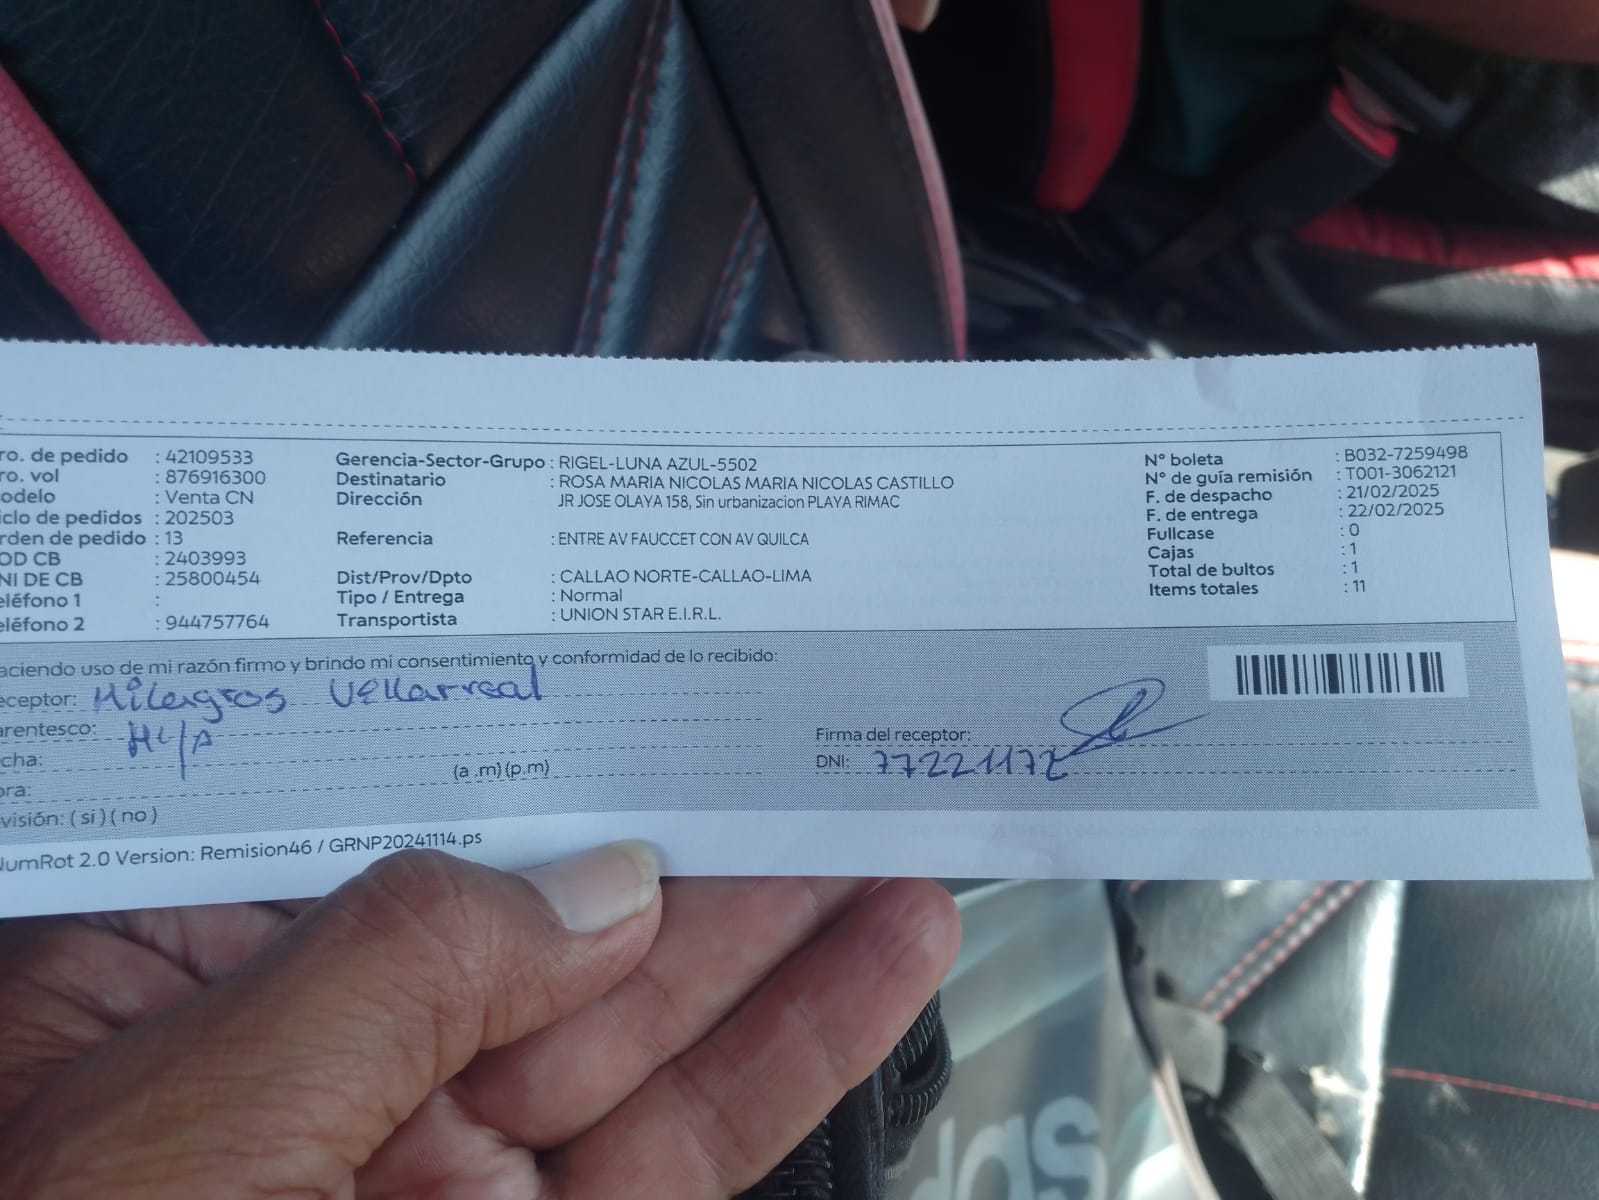 ro. de pedido : 42109533
ro. vol : 876916300
odelo : Venta CN
iclo de pedidos : 202503
rden de pedido : 13
OD CB : 2403993
NI DE CB : 25800454
eléfono 1 :
eléfono 2 : 944757764
Gerencia-Sector-Grupo : RIGEL-LUNA AZUL-5502
Destinatario : ROSA MARIA NICOLAS MARIA NICOLAS CASTILLO
Dirección JR JOSE OLAYA 158, Sin urbanizacion PLAYA RIMAC
Referencia : ENTRE AV FAUCCET CON AV QUILCA
Dist/Prov/Dpto : CALLAO NORTE-CALLAO-LIMA
Tipo / Entrega : Normal
Transportista : UNION STAR E.I.R.L.
N° boleta : B032-7259498
N° de guía remisión : T001-3062121
F. de despacho : 21/02/2025
F. de entrega : 22/02/2025
Fullcase : 0
Cajas : 1
Total de bultos : 1
Items totales : 11
aciendo uso de mi razón firmo y brindo mi consentimiento y conformidad de lo recibido:
eceptor: Milagros Villarreal
arentesco: HIJA
cha:
ora: (a .m) (p.m)
visión: ( si ) ( no )
Firma del receptor:
DNI: 77221172
NumRot 2.0 Version: Remision46 / GRNP20241114.ps
das